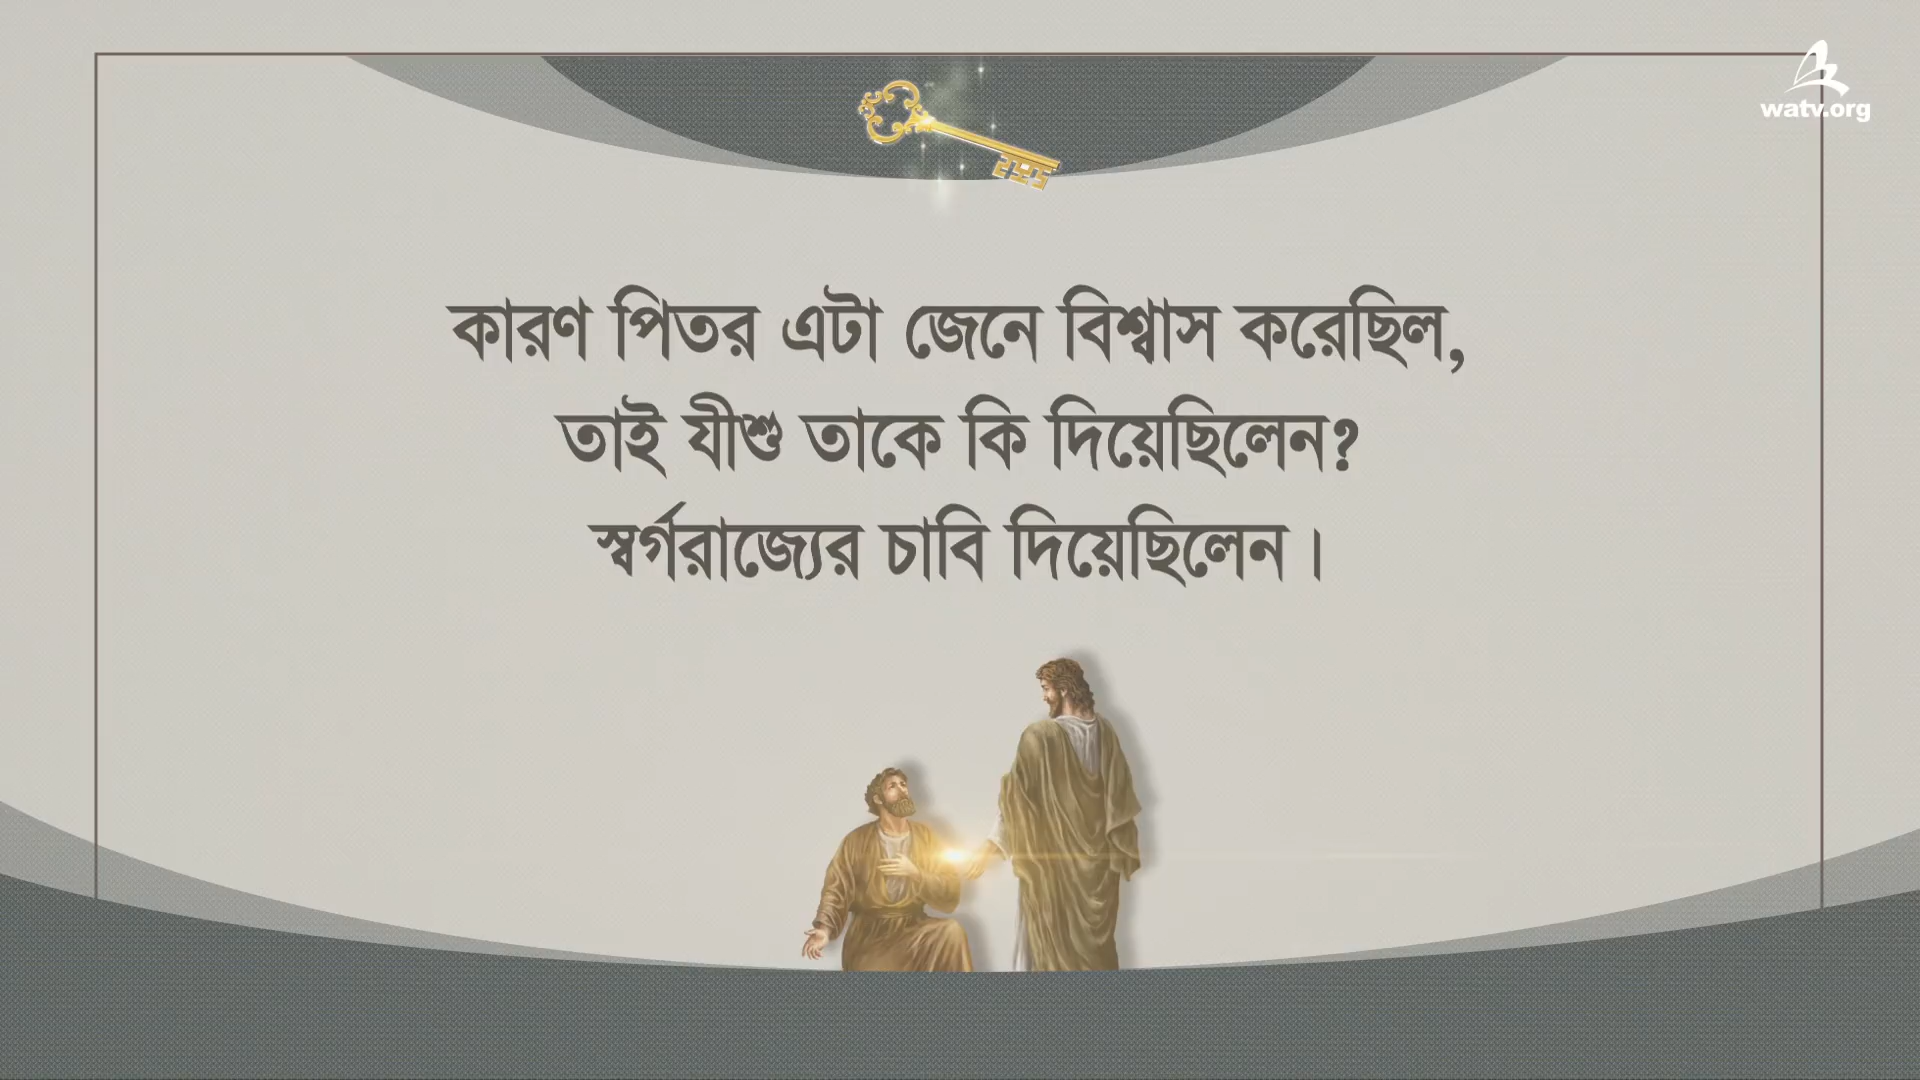 watv.org
কারণ পিতর এটা জেনে বিশ্বাস করেছিল,
তাই যীশু তাকে কি দিয়েছিলেন?
স্বর্গরাজ্যের চাবি দিয়েছিলেন।